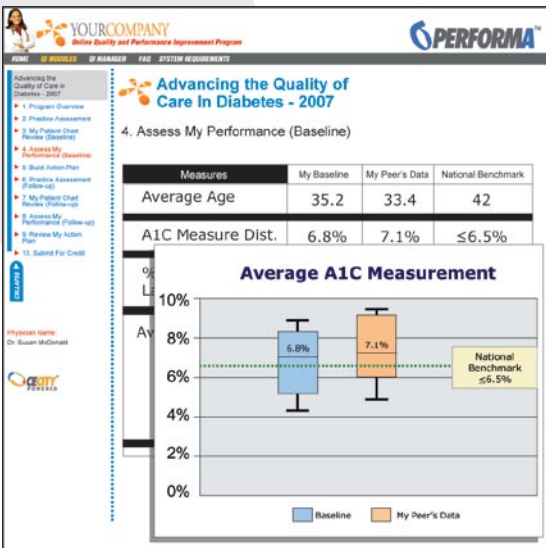 YOURCOMPANY
Online Quality and Performance Improvement Program
PERFORMA™
HOME QI MODULES QI MANAGER FAQ SYSTEM REQUIREMENTS
Advancing the
Quality of Care in
Diabetes - 2007
1. Program Overview
2. Practice Assessment
3. My Patient Chart
Review (Baseline)
4. Assess My
Performance (Baseline)
5. Build Action Plan
6. Practice Assessment
(Follow-up)
7. My Patient Chart
Review (Follow-up)
8. Assess My
Performance (Follow-up)
9. Review My Action
Plan
10. Submit For Credit
COLLAPSE
Physician Name:
Dr. Susan McDonald
CECITY
POWERED
Advancing the Quality of
Care In Diabetes - 2007
4. Assess My Performance (Baseline)
Measures My Baseline My Peer's Data National Benchmark
Average Age 35.2 33.4 42
A1C Measure Dist. 6.8% 7.1% ≤6.5%
%
L
Av
Average A1C Measurement
10%
8%
6%
4%
2%
0%
6.8%
7.1%
National
Benchmark
≤6.5%
Baseline My Peer's Data